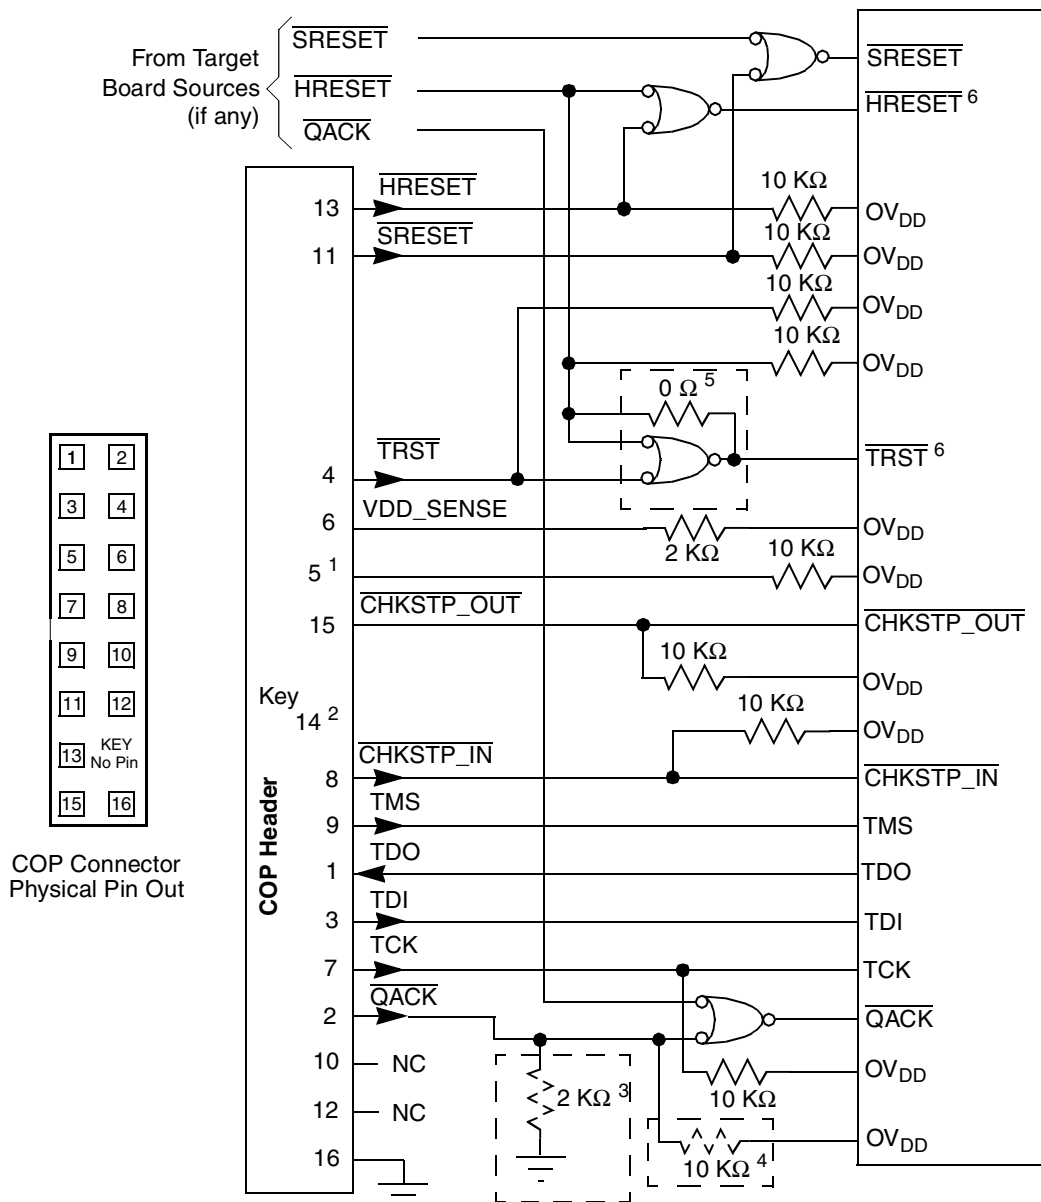 From Target
Board Sources
(if any)
SRESET
HRESET
QACK
SRESET
HRESET 6
13
HRESET
10 KΩ
OVDD
11
SRESET
10 KΩ
OVDD
10 KΩ
OVDD
10 KΩ
OVDD
0 Ω 5
4
TRST
TRST 6
6
VDD_SENSE
2 KΩ
OVDD
5 1
10 KΩ
OVDD
15
CHKSTP_OUT
CHKSTP_OUT
10 KΩ
OVDD
Key
14 2
10 KΩ
OVDD
8
CHKSTP_IN
CHKSTP_IN
9
TMS
TMS
1
TDO
TDO
3
TDI
TDI
7
TCK
TCK
2
QACK
QACK
10
NC
2 KΩ 3
10 KΩ
OVDD
12
NC
10 KΩ 4
OVDD
16
COP Header
1 2
3 4
5 6
7 8
9 10
11 12
13 KEY
No Pin
15 16
COP Connector
Physical Pin Out